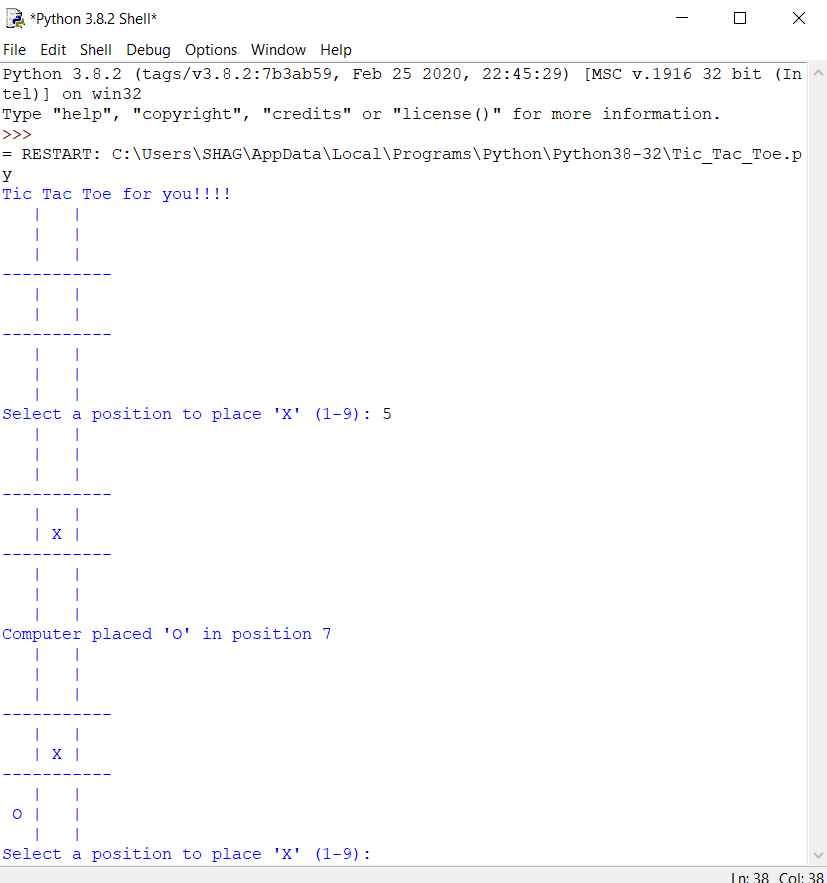 *Python 3.8.2 Shell*
File Edit Shell Debug Options Window Help
Python 3.8.2 (tags/v3.8.2:7b3ab59, Feb 25 2020, 22:45:29) [MSC v.1916 32 bit (In
tel)] on win32
Type "help", "copyright", "credits" or "license()" for more information.
>>>
= RESTART: C:\Users\SHAG\AppData\Local\Programs\Python\Python38-32\Tic_Tac_Toe.p
y
Tic Tac Toe for you!!!!
   |   |
   |   |
   |   |
-----------
   |   |
   |   |
-----------
   |   |
   |   |
   |   |
Select a position to place 'X' (1-9): 5
   |   |
   |   |
   |   |
-----------
   |   |
   | X |
-----------
   |   |
   |   |
   |   |
Computer placed 'O' in position 7
   |   |
   |   |
   |   |
-----------
   |   |
   | X |
-----------
   |   |
 O |   |
   |   |
Select a position to place 'X' (1-9):
Ln: 38 Col: 38